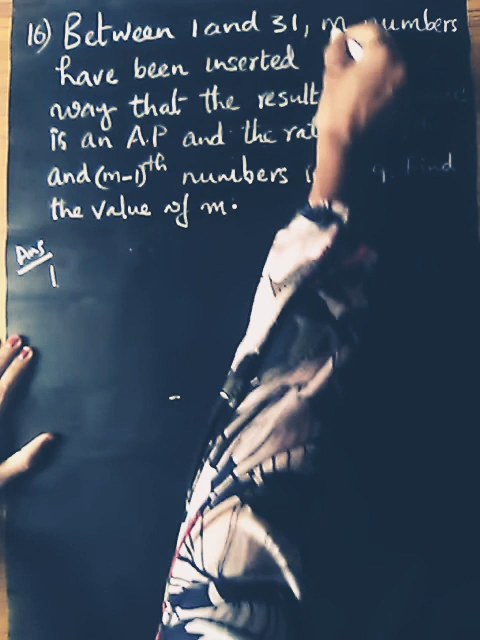 16) Between 1 and 31, m numbers
have been inserted
way that the result
is an A.P and the rat
and (m-1)th numbers
the value of m.
Ans
1